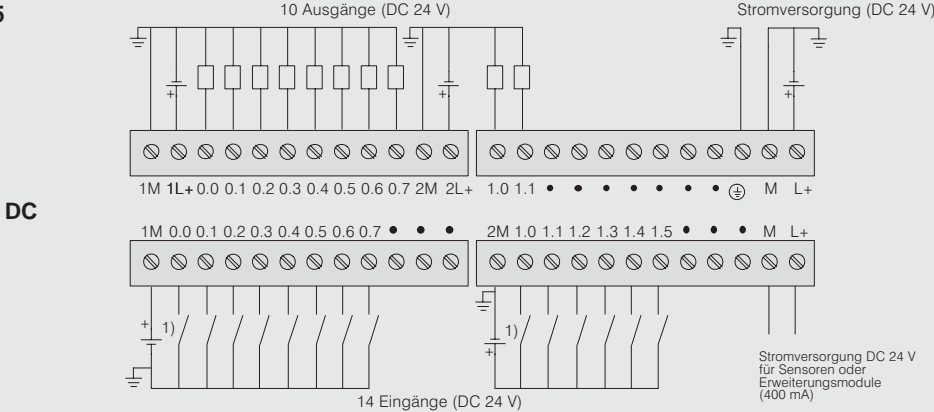 5
10 Ausgänge (DC 24 V)
Stromversorgung (DC 24 V)
+ + +
1M 1L+ 0.0 0.1 0.2 0.3 0.4 0.5 0.6 0.7 2M 2L+ 1.0 1.1 • • • • • • • M L+
DC
1M 0.0 0.1 0.2 0.3 0.4 0.5 0.6 0.7 • • • 2M 1.0 1.1 1.2 1.3 1.4 1.5 • • • M L+
+ 1) 1)
+
Stromversorgung DC 24 V
für Sensoren oder
Erweiterungsmodule
(400 mA)
14 Eingänge (DC 24 V)